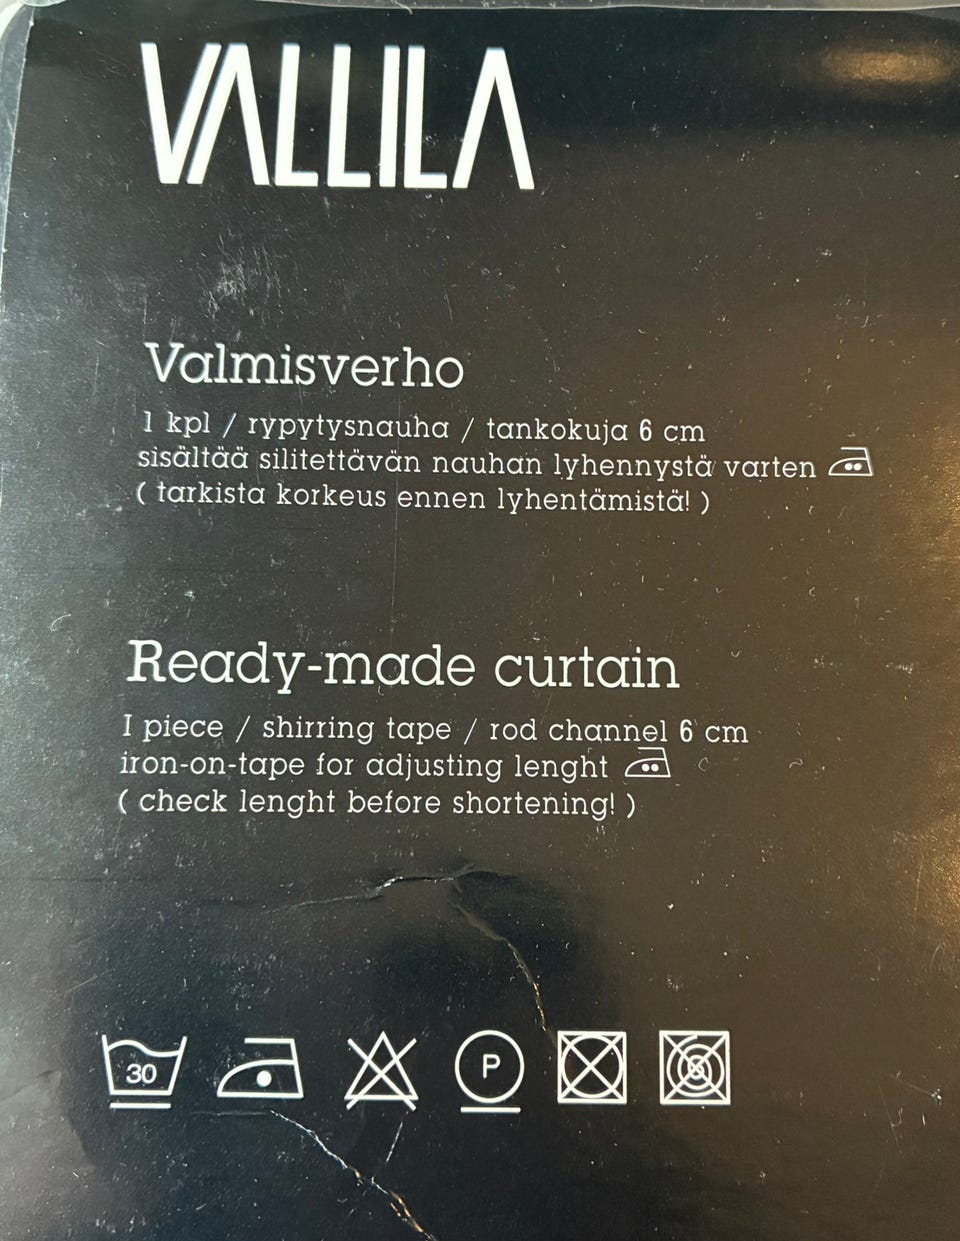 VALLILA
Valmisverho
1 kpl / rypytysnauha / tankokuja 6 cm
sisältää silitettävän nauhan lyhennystä varten
( tarkista korkeus ennen lyhentämistä! )
Ready-made curtain
I piece / shirring tape / rod channel 6 cm
iron-on-tape for adjusting lenght
( check lenght before shortening! )
30 P